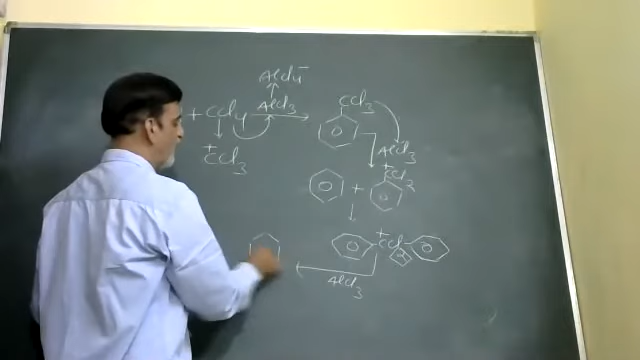 AlCl4⁻
+ CCl4 AlCl3
CCl3
+CCl3
AlCl3
+CCl2
+
+CCl
AlCl3